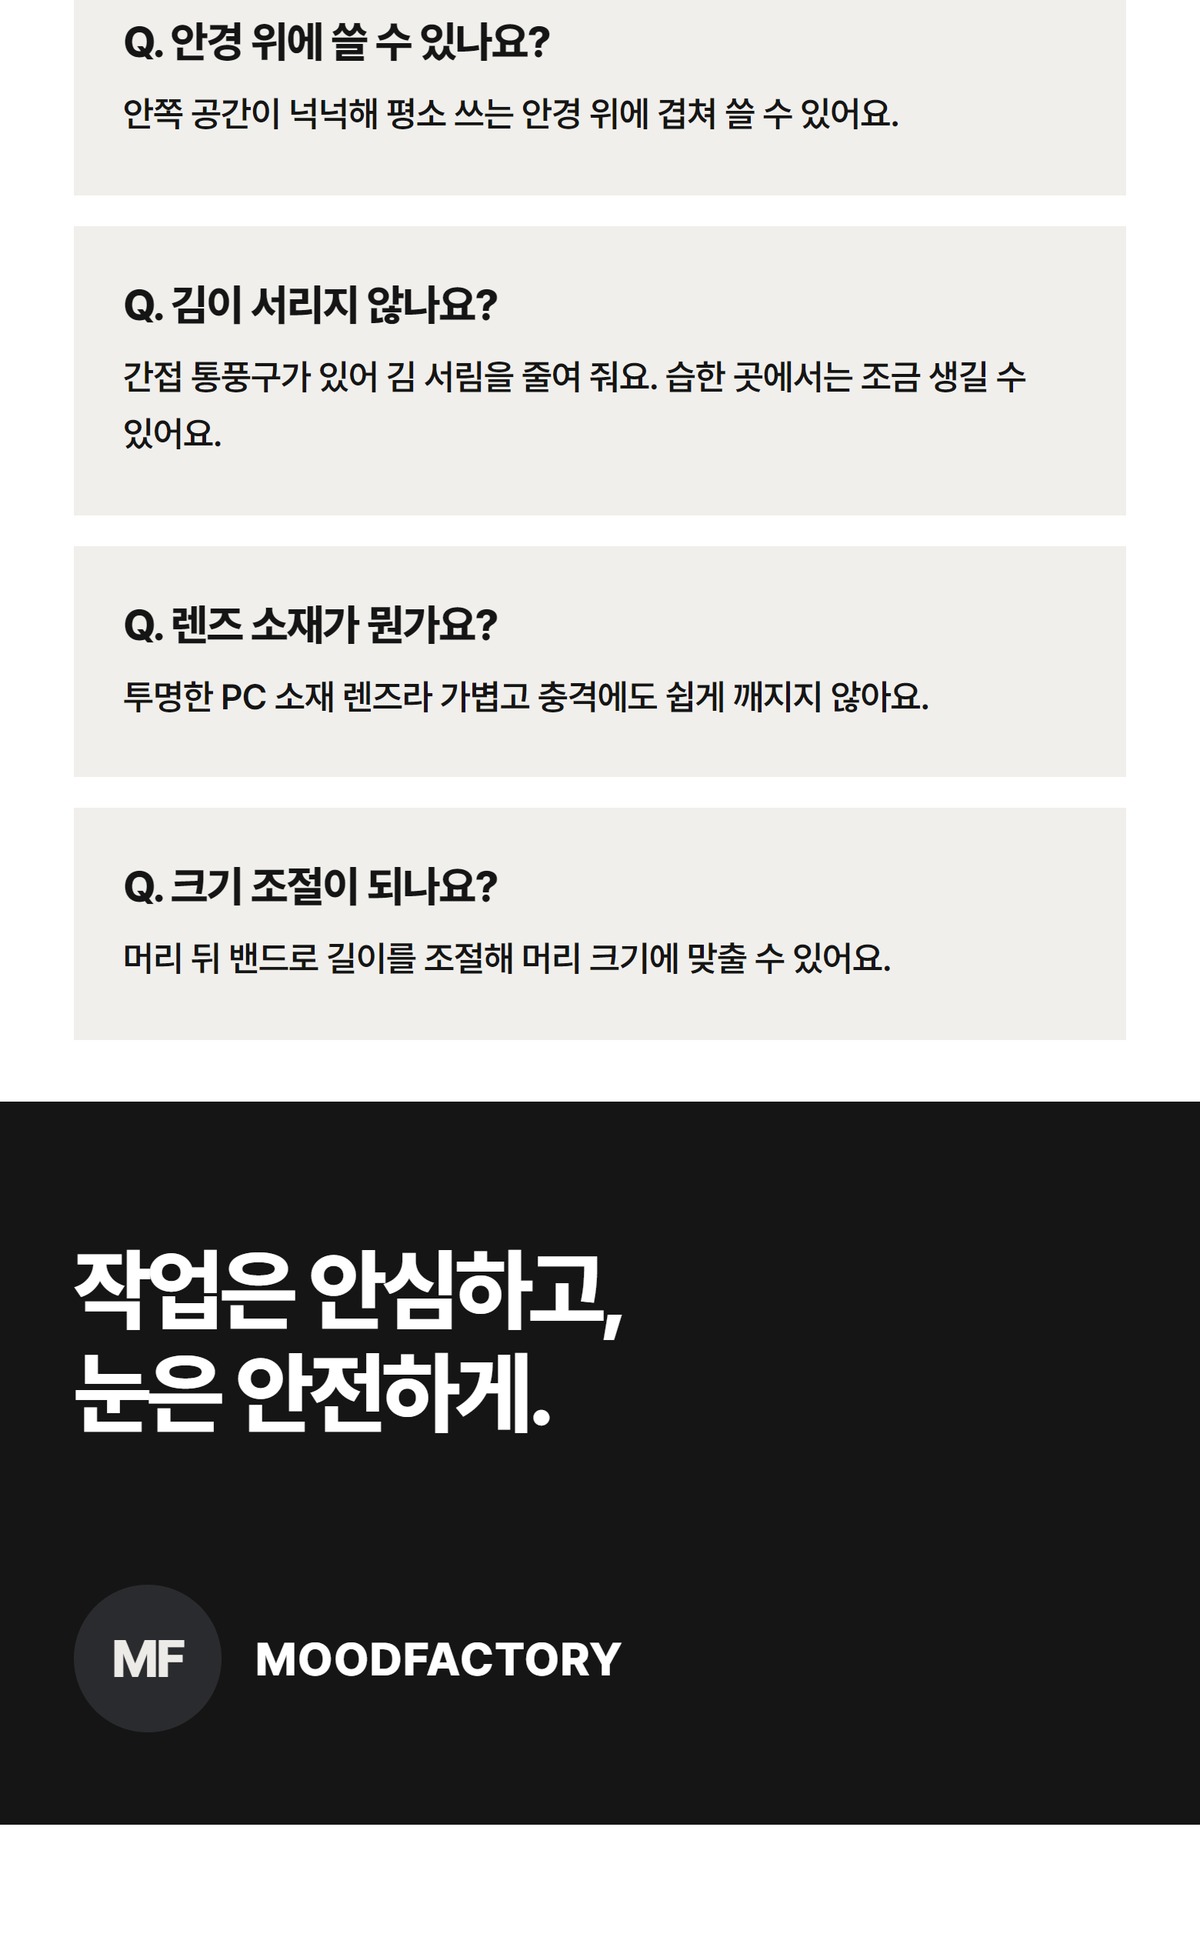 Q. 안경 위에 쓸 수 있나요?
안쪽 공간이 넉넉해 평소 쓰는 안경 위에 겹쳐 쓸 수 있어요.
Q. 김이 서리지 않나요?
간접 통풍구가 있어 김 서림을 줄여 줘요. 습한 곳에서는 조금 생길 수
있어요.
Q. 렌즈 소재가 뭔가요?
투명한 PC 소재 렌즈라 가볍고 충격에도 쉽게 깨지지 않아요.
Q. 크기 조절이 되나요?
머리 뒤 밴드로 길이를 조절해 머리 크기에 맞출 수 있어요.
작업은 안심하고,
눈은 안전하게.
MF MOODFACTORY